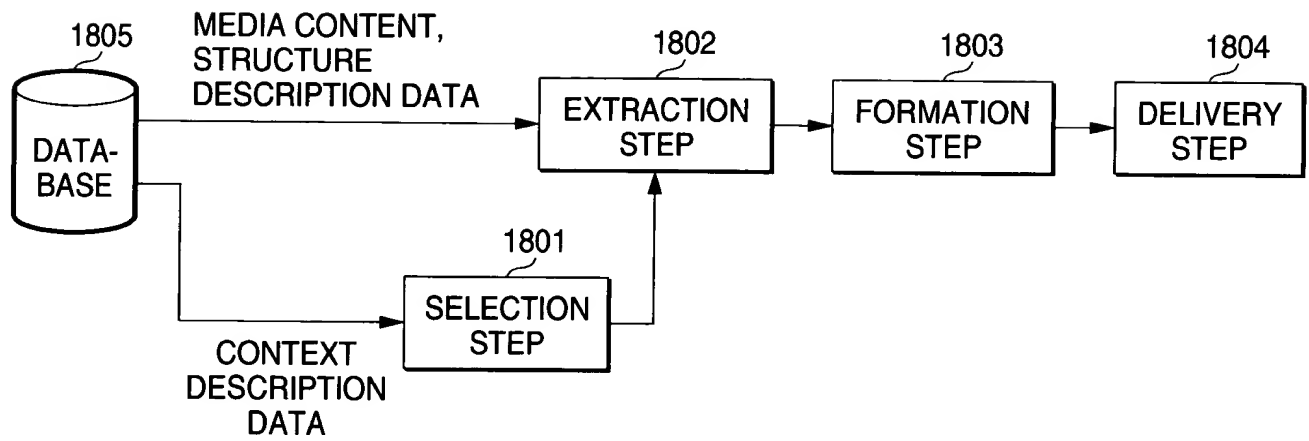 1805
MEDIA CONTENT,
STRUCTURE
DESCRIPTION DATA
1802
1803
1804
DATA-
BASE
EXTRACTION
STEP
FORMATION
STEP
DELIVERY
STEP
1801
SELECTION
STEP
CONTEXT
DESCRIPTION
DATA